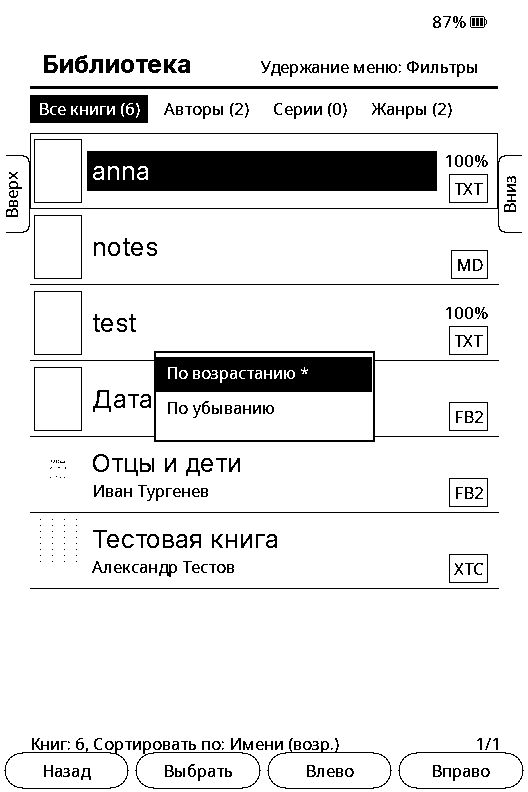 87%
Библиотека
Удержание меню: Фильтры
Все книги (6) Авторы (2) Серии (0) Жанры (2)
Вверх
Вниз
anna
100%
TXT
notes
MD
test
100%
TXT
По возрастанию *
По убыванию
Дата
FB2
Отцы и дети
Иван Тургенев
FB2
Тестовая книга
Александр Тестов
XTC
Книг: 6, Сортировать по: Имени (возр.)
1/1
Назад Выбрать Влево Вправо